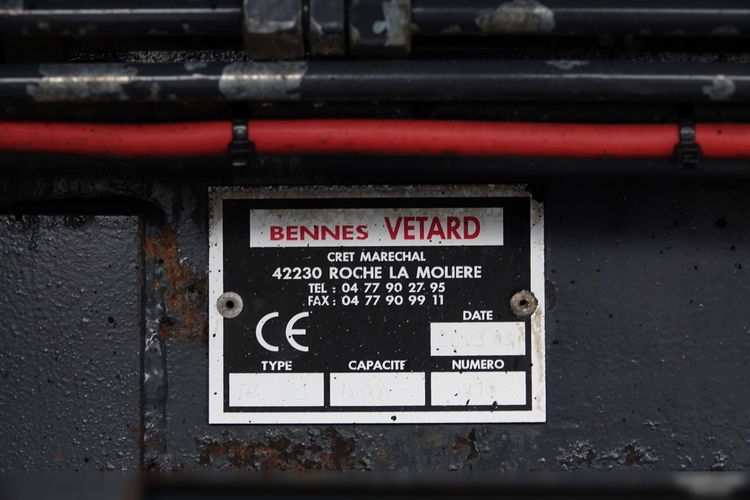 BENNES VETARD
CRET MARECHAL
42230 ROCHE LA MOLIERE
TEL : 04 77 90 27 95
FAX : 04 77 90 99 11
CE
DATE
TYPE CAPACITE NUMERO